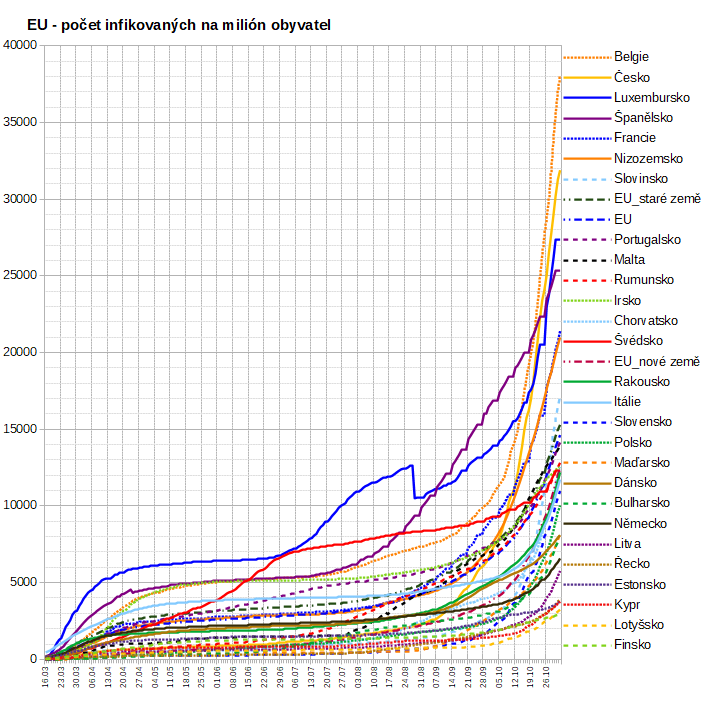 EU - počet infikovaných na milión obyvatel
40000
35000
30000
25000
20000
15000
10000
5000
0
16.03
23.03
30.03
06.04
13.04
20.04
27.04
04.05
11.05
18.05
25.05
01.06
08.06
15.06
22.06
29.06
06.07
13.07
20.07
27.07
03.08
10.08
17.08
24.08
31.08
07.09
14.09
21.09
28.09
05.10
12.10
19.10
26.10
Belgie
Česko
Luxembursko
Španělsko
Francie
Nizozemsko
Slovinsko
EU_staré země
EU
Portugalsko
Malta
Rumunsko
Irsko
Chorvatsko
Švédsko
EU_nové země
Rakousko
Itálie
Slovensko
Polsko
Maďarsko
Dánsko
Bulharsko
Německo
Litva
Řecko
Estonsko
Kypr
Lotyšsko
Finsko